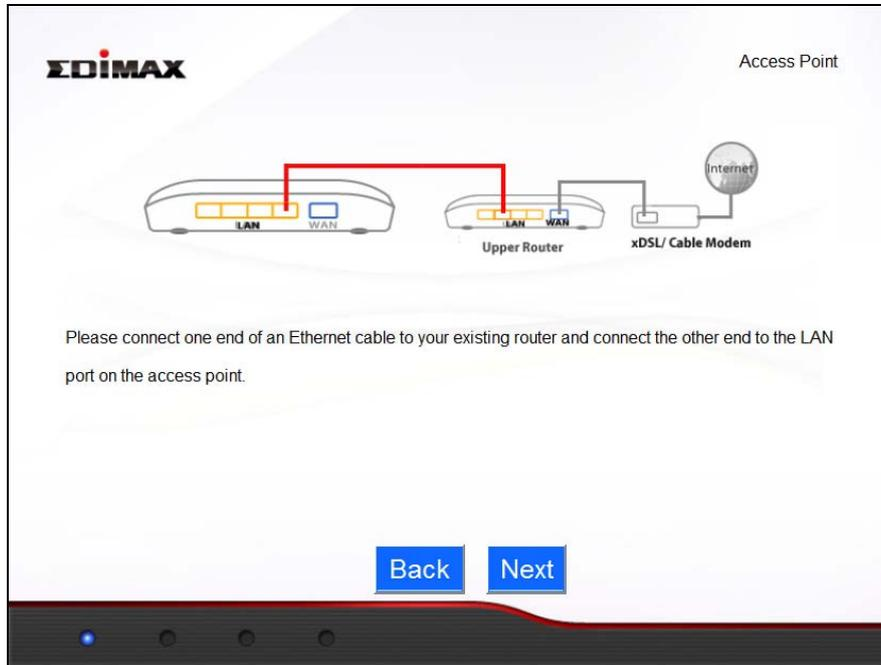 EDIMAX
Access Point
Internet
LAN
WAN
LAN
WAN
Upper Router
xDSL/ Cable Modem
Please connect one end of an Ethernet cable to your existing router and connect the other end to the LAN
port on the access point.
Back
Next